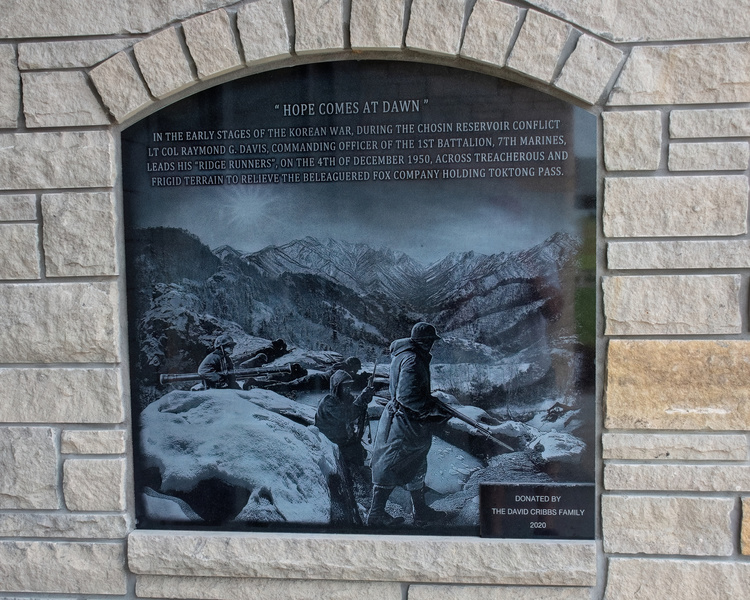 “ HOPE COMES AT DAWN ”
IN THE EARLY STAGES OF THE KOREAN WAR, DURING THE CHOSIN RESERVOIR CONFLICT
LT COL RAYMOND G. DAVIS, COMMANDING OFFICER OF THE 1ST BATTALION, 7TH MARINES,
LEADS HIS “RIDGE RUNNERS”, ON THE 4TH OF DECEMBER 1950, ACROSS TREACHEROUS AND
FRIGID TERRAIN TO RELIEVE THE BELEAGUERED FOX COMPANY HOLDING TOKTONG PASS.
DONATED BY
THE DAVID CRIBBS FAMILY
2020